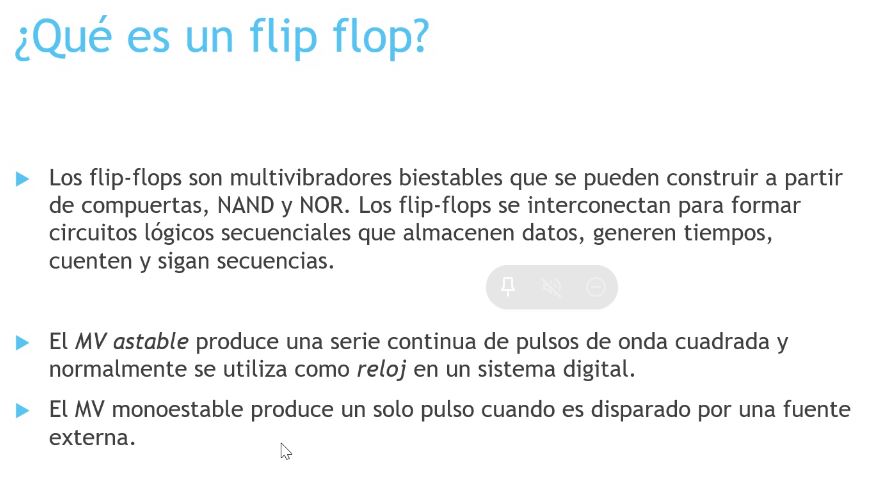 ¿Qué es un flip flop?
Los flip-flops son multivibradores biestables que se pueden construir a partir
de compuertas, NAND y NOR. Los flip-flops se interconectan para formar
circuitos lógicos secuenciales que almacenen datos, generen tiempos,
cuenten y sigan secuencias.
El MV astable produce una serie continua de pulsos de onda cuadrada y
normalmente se utiliza como reloj en un sistema digital.
El MV monoestable produce un solo pulso cuando es disparado por una fuente
externa.